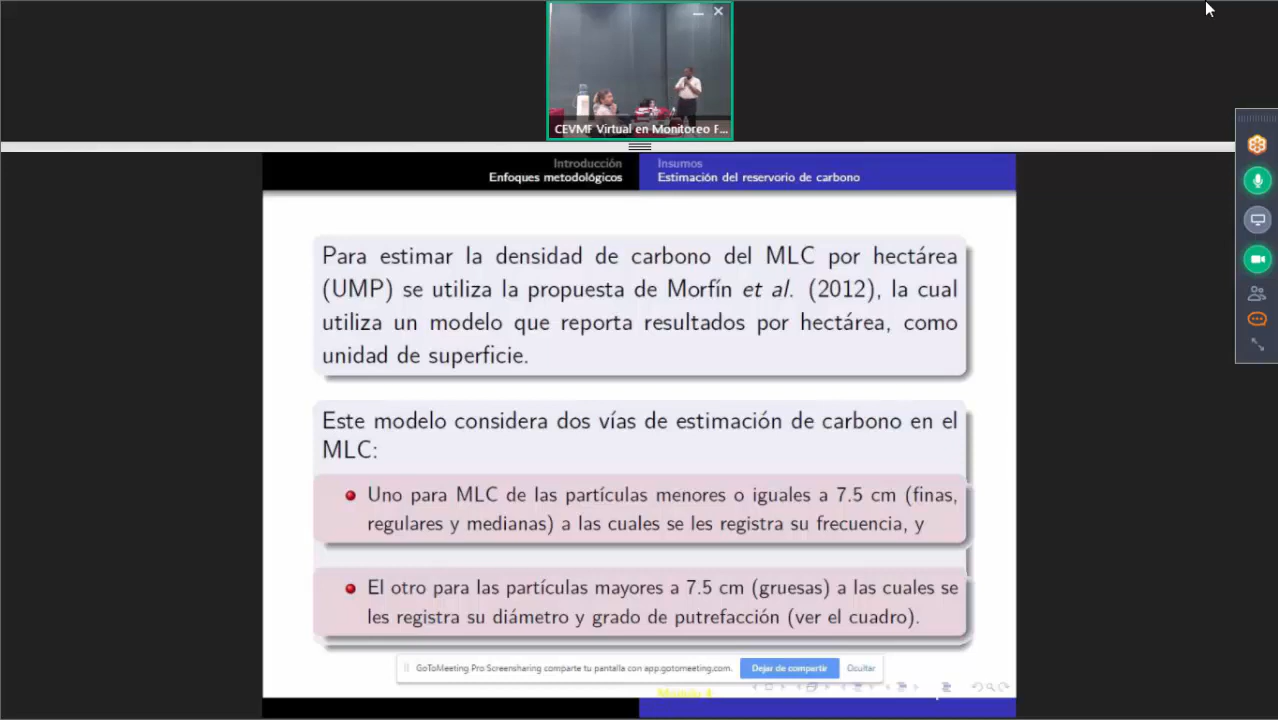 CEVMF Virtual en Monitoreo F...
Introducción
Enfoques metodológicos
Insumos
Estimación del reservorio de carbono
Para estimar la densidad de carbono del MLC por hectárea
(UMP) se utiliza la propuesta de Morfín et al. (2012), la cual
utiliza un modelo que reporta resultados por hectárea, como
unidad de superficie.
Este modelo considera dos vías de estimación de carbono en el
MLC:
Uno para MLC de las partículas menores o iguales a 7.5 cm (finas,
regulares y medianas) a las cuales se les registra su frecuencia, y
El otro para las partículas mayores a 7.5 cm (gruesas) a las cuales se
les registra su diámetro y grado de putrefacción (ver el cuadro).
GoToMeeting Pro Screensharing comparte tu pantalla con app.gotomeeting.com.
Dejar de compartir
Ocultar